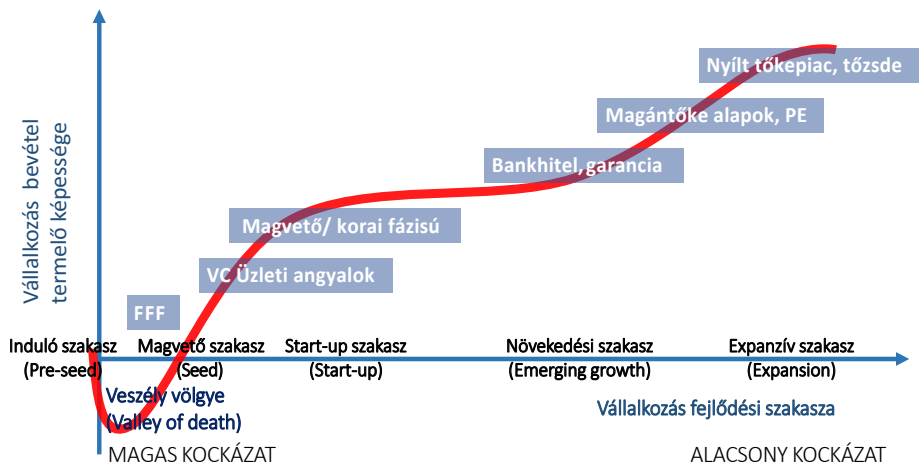 Vállalkozás bevétel
termelő képessége
Nyílt tőkepiac, tőzsde
Magántőke alapok, PE
Bankhitel, garancia
Magvető/ korai fázisú
VC Üzleti angyalok
FFF
Induló szakasz
(Pre-seed)
Magvető szakasz
(Seed)
Start-up szakasz
(Start-up)
Növekedési szakasz
(Emerging growth)
Expanzív szakasz
(Expansion)
Veszély völgye
(Valley of death)
Vállalkozás fejlődési szakasza
MAGAS KOCKÁZAT
ALACSONY KOCKÁZAT